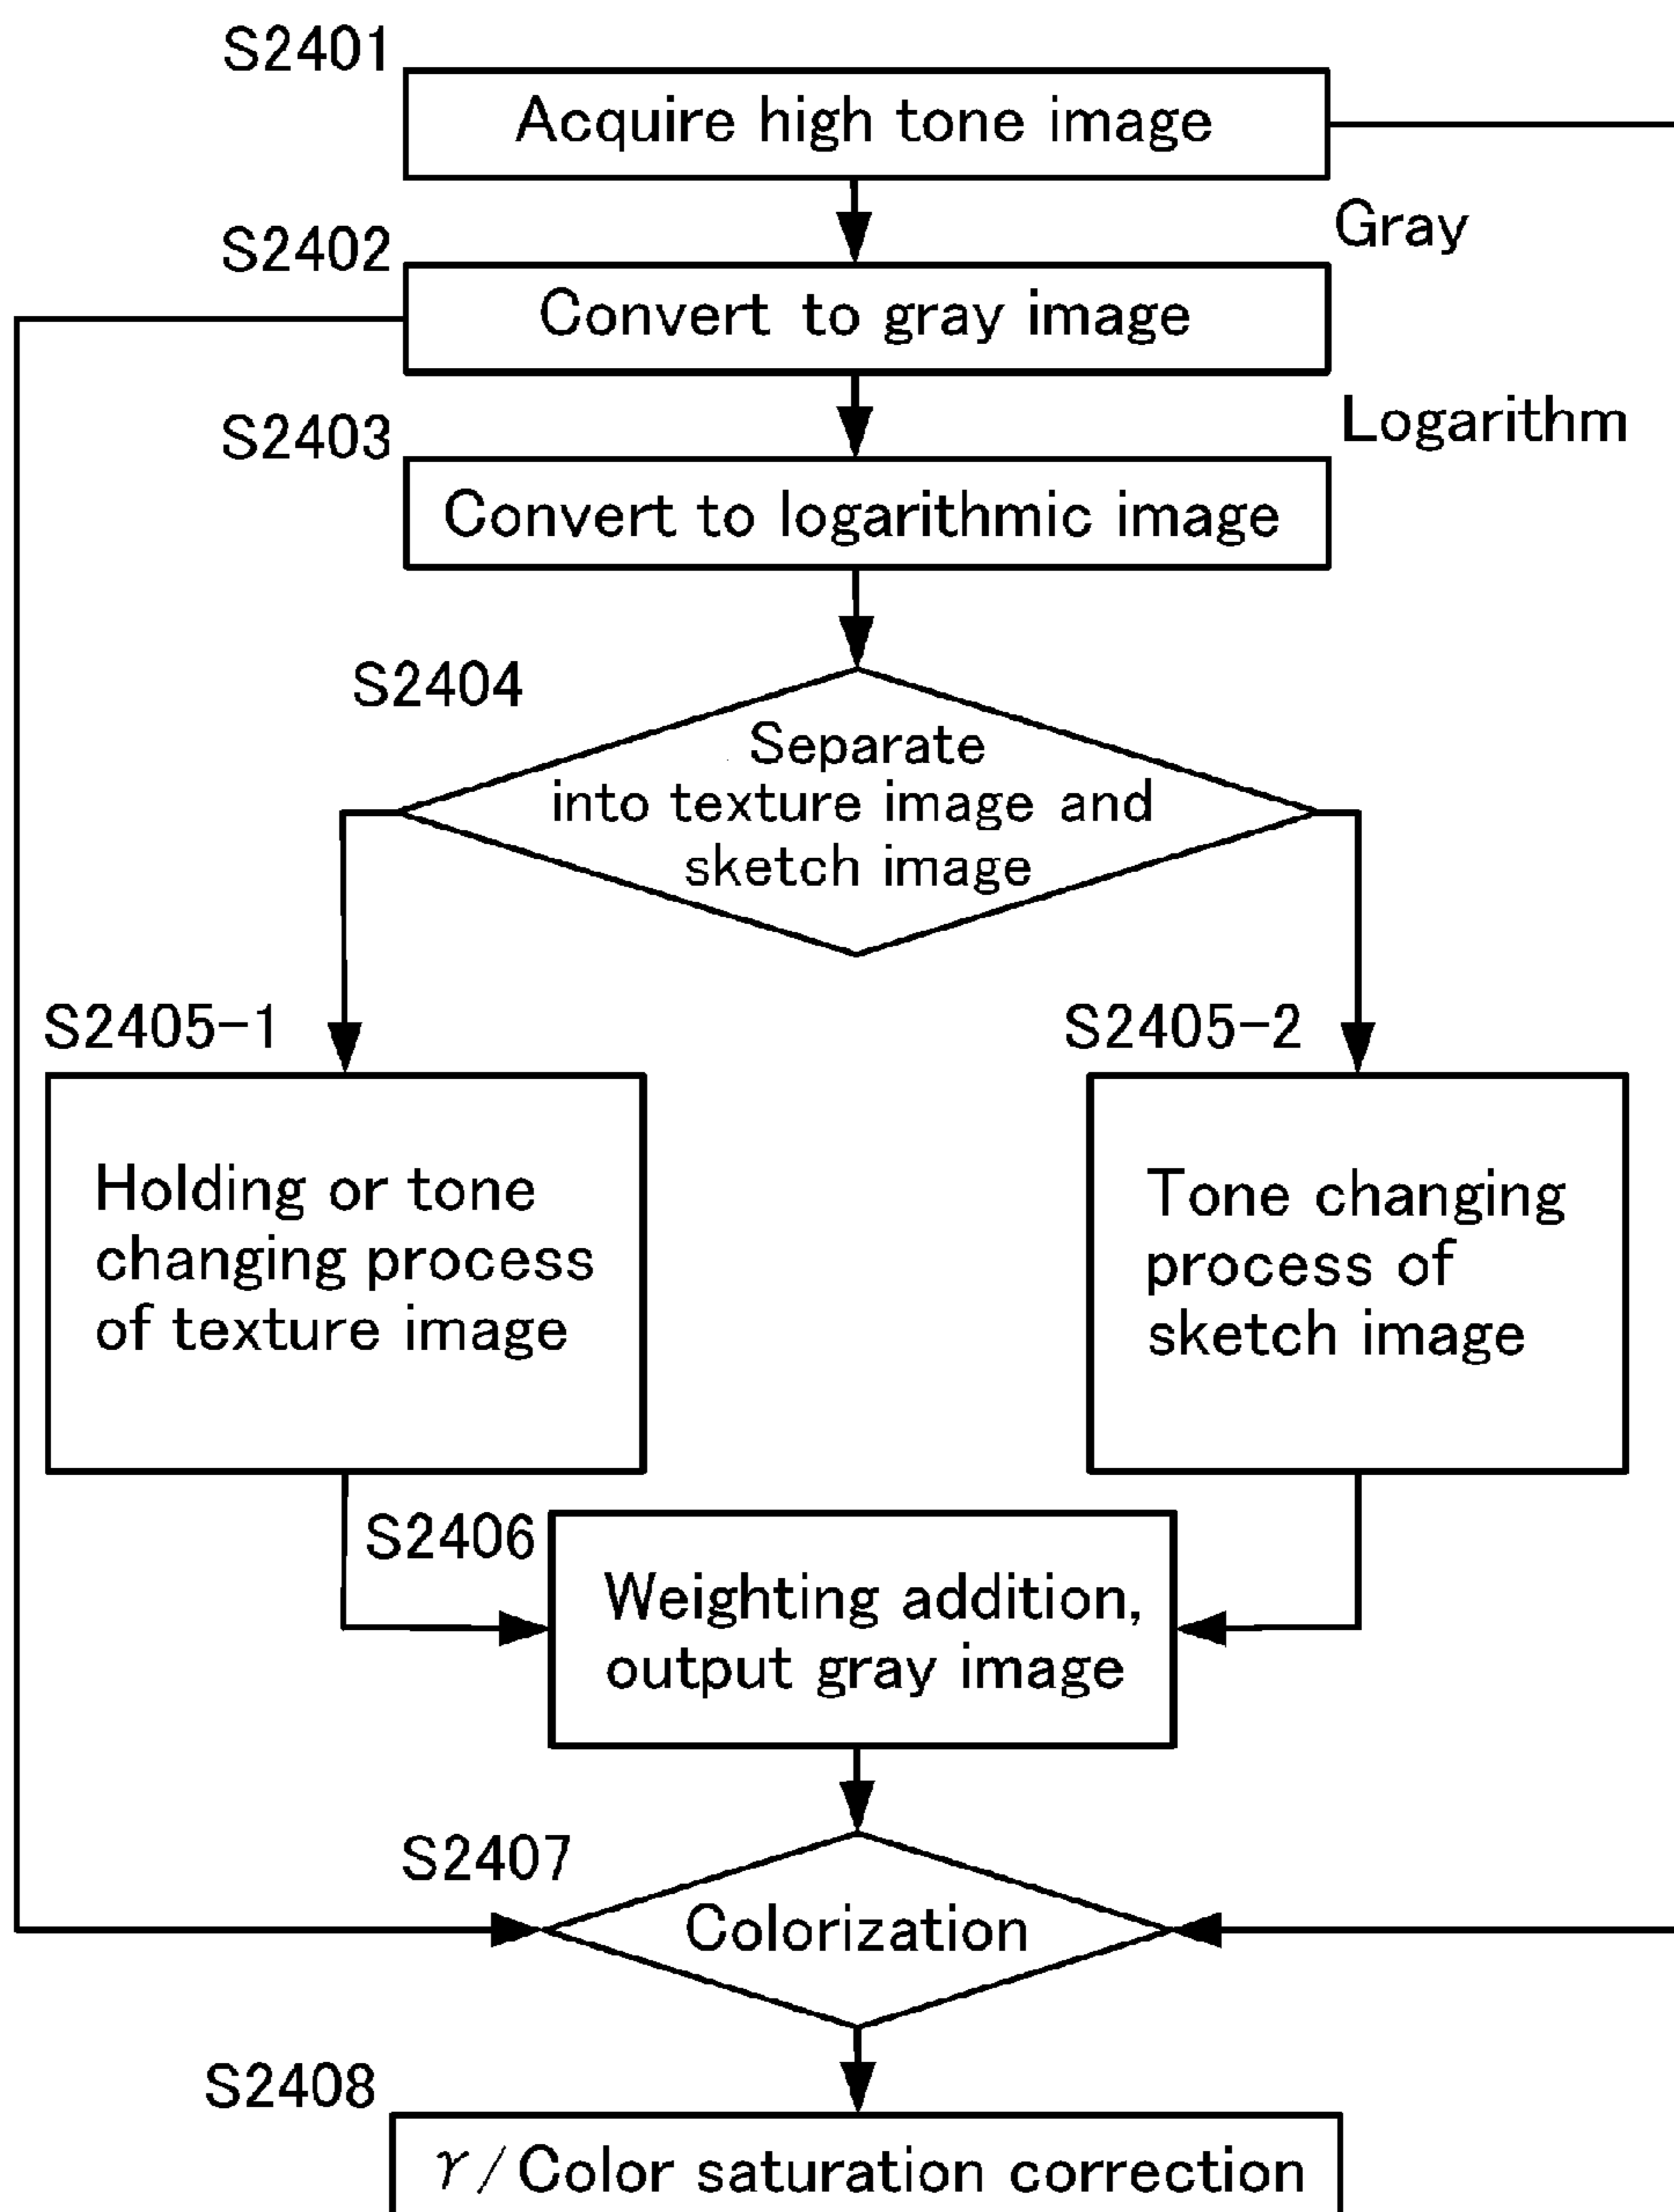 S2401
Acquire high tone image
Gray
S2402
Convert to gray image
Logarithm
S2403
Convert to logarithmic image
S2404
Separate
into texture image and
sketch image
S2405-1
Holding or tone
changing process
of texture image
S2405-2
Tone changing
process of
sketch image
S2406
Weighting addition,
output gray image
S2407
Colorization
S2408
γ/Color saturation correction